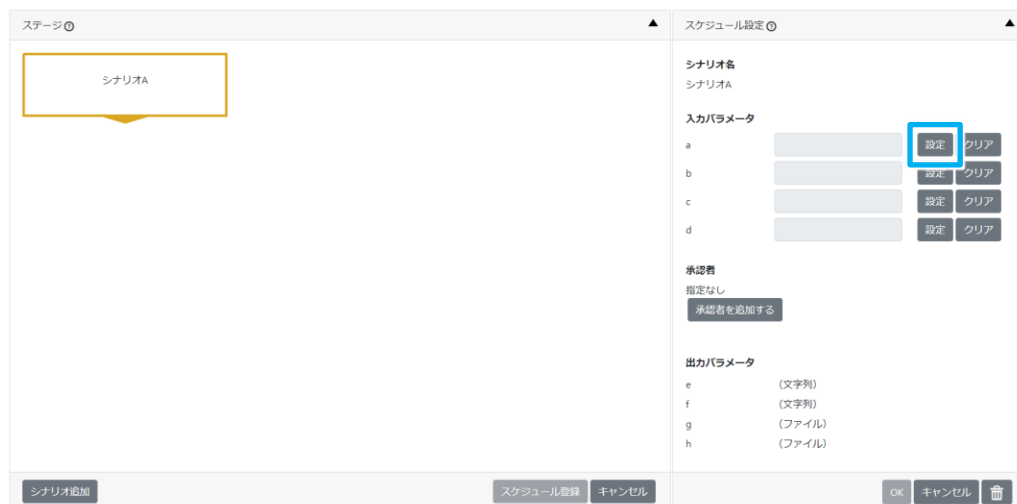 ステージ
シナリオA
シナリオ追加
スケジュール登録 キャンセル
スケジュール設定
シナリオ名
シナリオA
入力パラメータ
a 設定 クリア
b 設定 クリア
c 設定 クリア
d 設定 クリア
承認者
指定なし
承認者を追加する
出力パラメータ
e （文字列）
f （文字列）
g （ファイル）
h （ファイル）
OK キャンセル